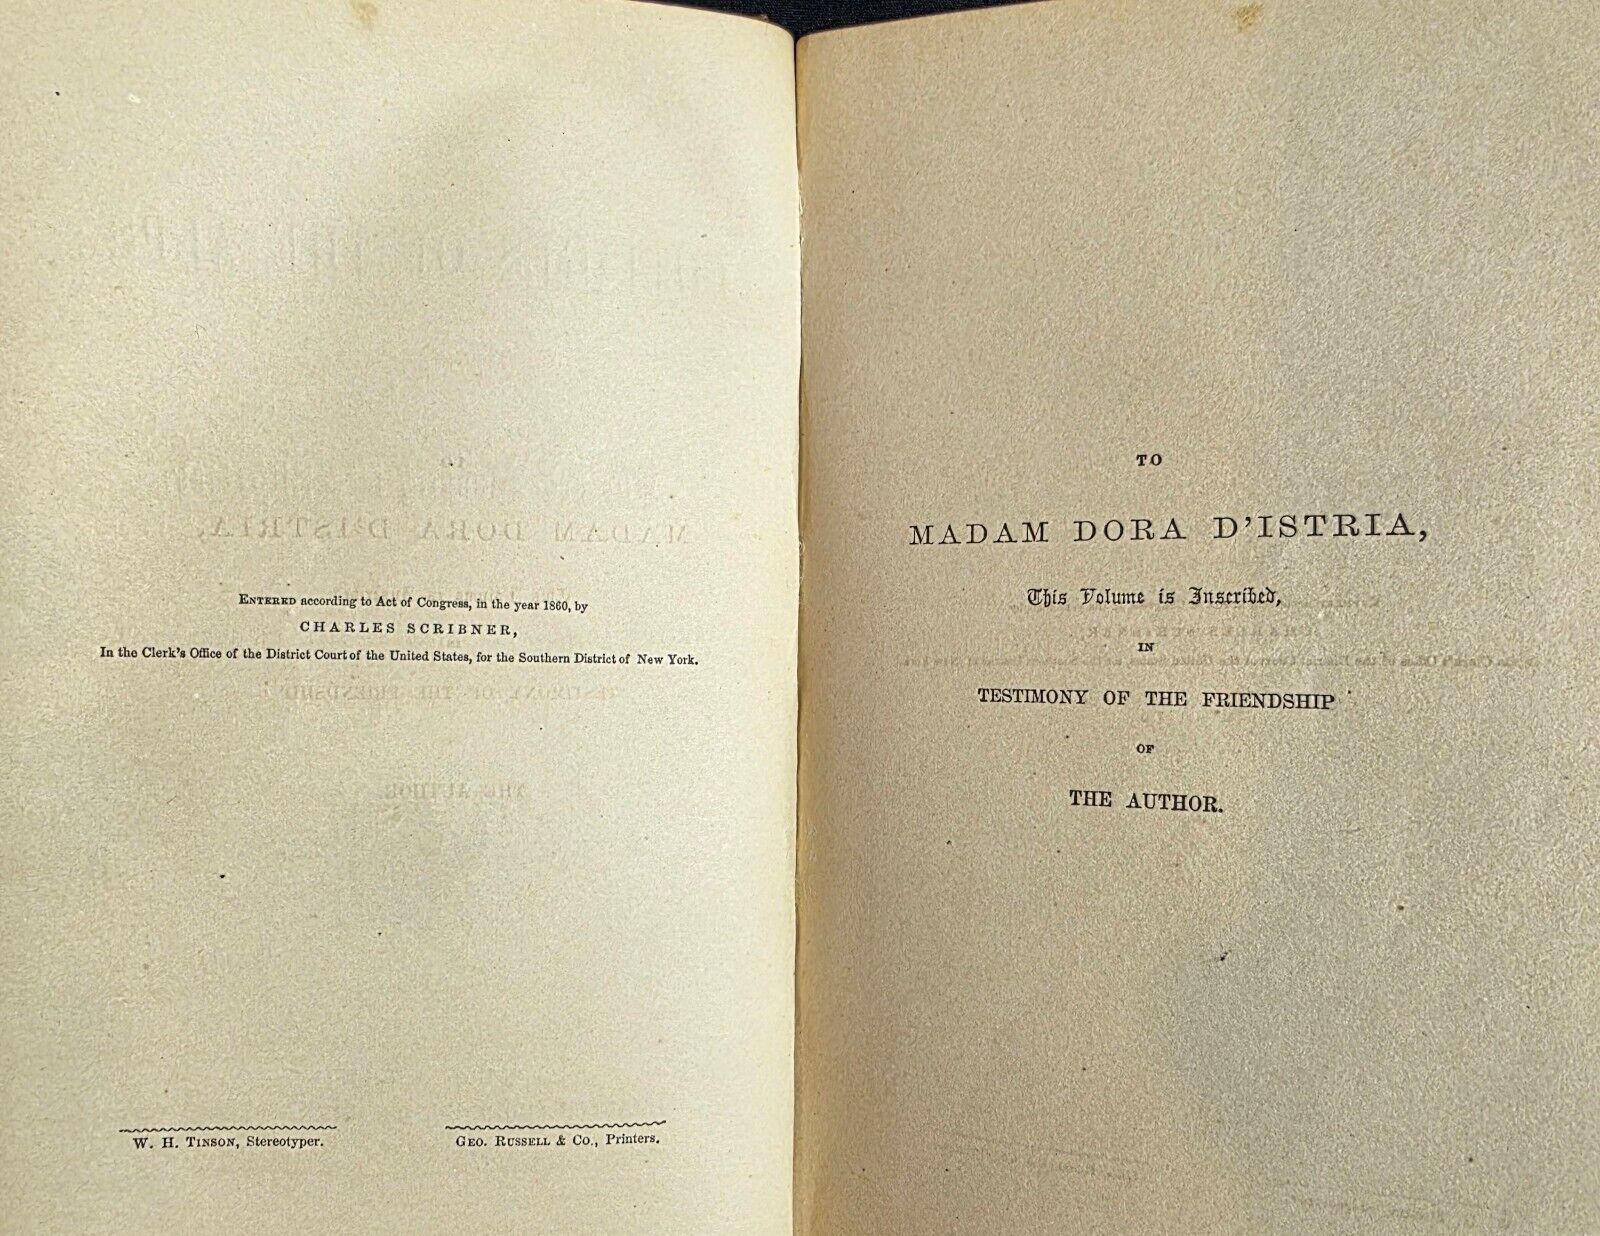 ENTERED according to Act of Congress, in the year 1860, by
CHARLES SCRIBNER,
In the Clerk's Office of the District Court of the United States, for the Southern District of New York.
W. H. TINSON, Stereotyper.
GEO. RUSSELL & CO., Printers.
TO
MADAM DORA D'ISTRIA,
This Volume is Inscribed,
IN
TESTIMONY OF THE FRIENDSHIP
OF
THE AUTHOR.